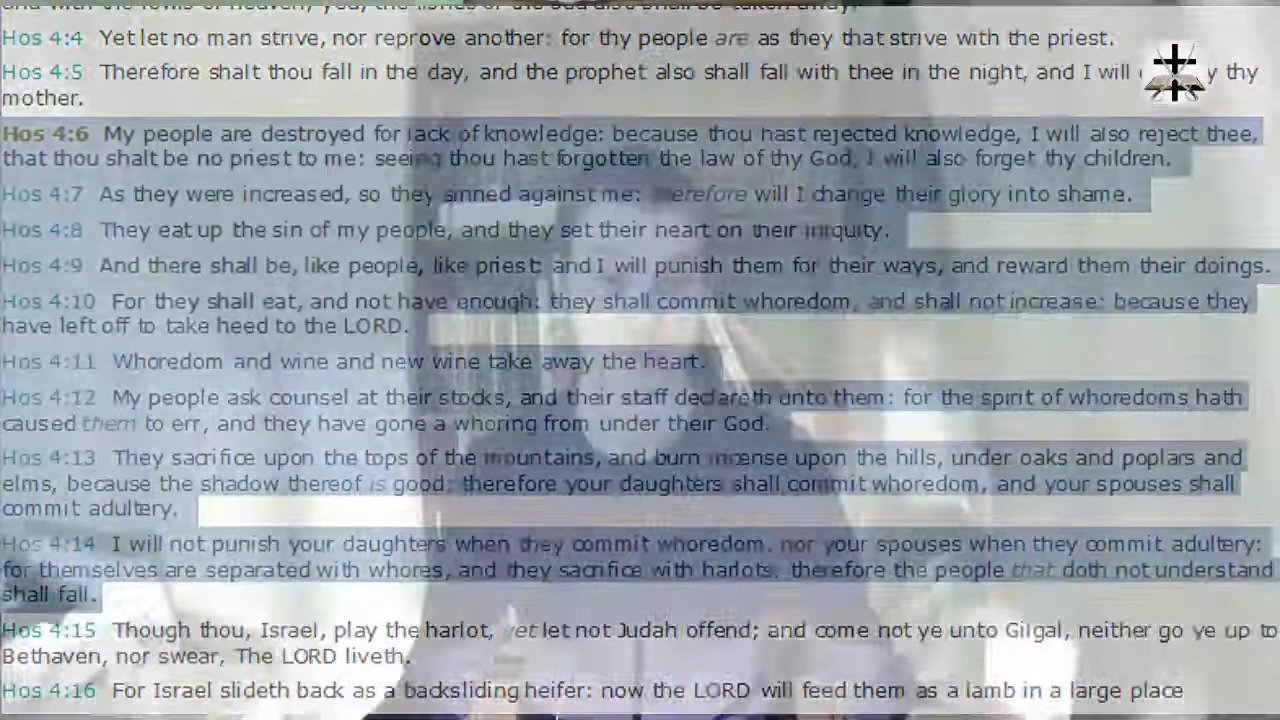 Hos 4:4 Yet let no man strive, nor reprove another: for thy people are as they that strive with the priest.
Hos 4:5 Therefore shalt thou fall in the day, and the prophet also shall fall with thee in the night, and I will y thy
mother.
Hos 4:6 My people are destroyed for lack of knowledge: because thou hast rejected knowledge, I will also reject thee,
that thou shalt be no priest to me: seeing thou hast forgotten the law of thy God, I will also forget thy children.
Hos 4:7 As they were increased, so they sinned against me: therefore will I change their glory into shame.
Hos 4:8 They eat up the sin of my people, and they set their heart on their iniquity.
Hos 4:9 And there shall be, like people, like priest: and I will punish them for their ways, and reward them their doings.
Hos 4:10 For they shall eat, and not have enough: they shall commit whoredom, and shall not increase: because they
have left off to take heed to the LORD.
Hos 4:11 Whoredom and wine and new wine take away the heart.
Hos 4:12 My people ask counsel at their stocks, and their staff declareth unto them: for the spirit of whoredoms hath
caused them to err, and they have gone a whoring from under their God.
Hos 4:13 They sacrifice upon the tops of the mountains, and burn incense upon the hills, under oaks and poplars and
elms, because the shadow thereof is good: therefore your daughters shall commit whoredom, and your spouses shall
commit adultery.
Hos 4:14 I will not punish your daughters when they commit whoredom, nor your spouses when they commit adultery:
for themselves are separated with whores, and they sacrifice with harlots: therefore the people that doth not understand
shall fall.
Hos 4:15 Though thou, Israel, play the harlot, yet let not Judah offend; and come not ye unto Gilgal, neither go ye up to
Bethaven, nor swear, The LORD liveth.
Hos 4:16 For Israel slideth back as a backsliding heifer: now the LORD will feed them as a lamb in a large place